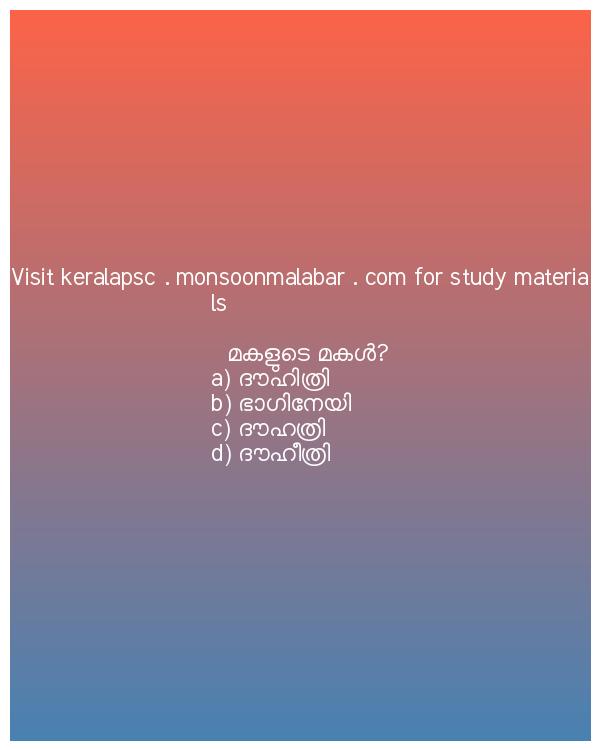 Visit keralapsc . monsoonmalabar . com for study materia
ls
മകളുടെ മകൾ?
a) ദൗഹിത്രി
b) ഭാഗിനേയി
c) ദൗഹത്രി
d) ദൗഹീത്രി